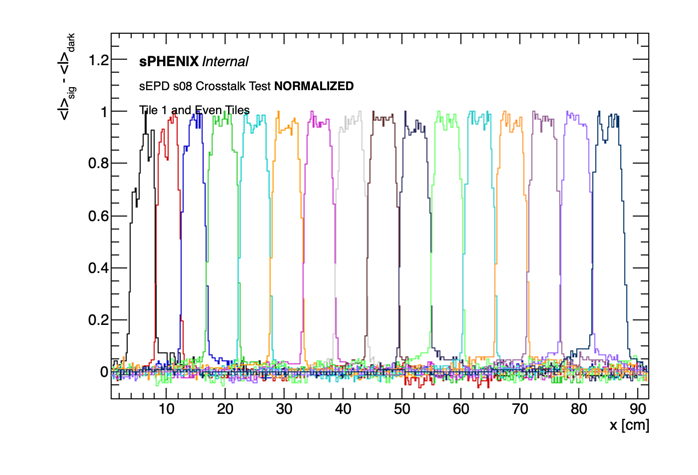 <I>sig - <I>dark
sPHENIX Internal
sEPD s08 Crosstalk Test NORMALIZED
Tile 1 and Even Tiles
1.2
1
0.8
0.6
0.4
0.2
0
10 20 30 40 50 60 70 80 90
x [cm]